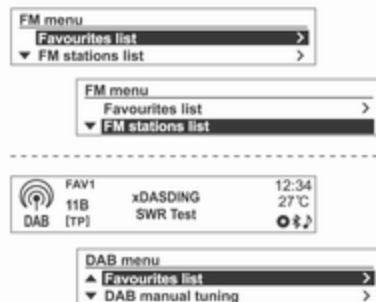 FM menu
Favourites list
FM stations list
FM menu
Favourites list
FM stations list
FAV1
12:34
11B
xDASDING
27°C
DAB
[TP]
SWR Test
DAB menu
Favourites list
DAB manual tuning